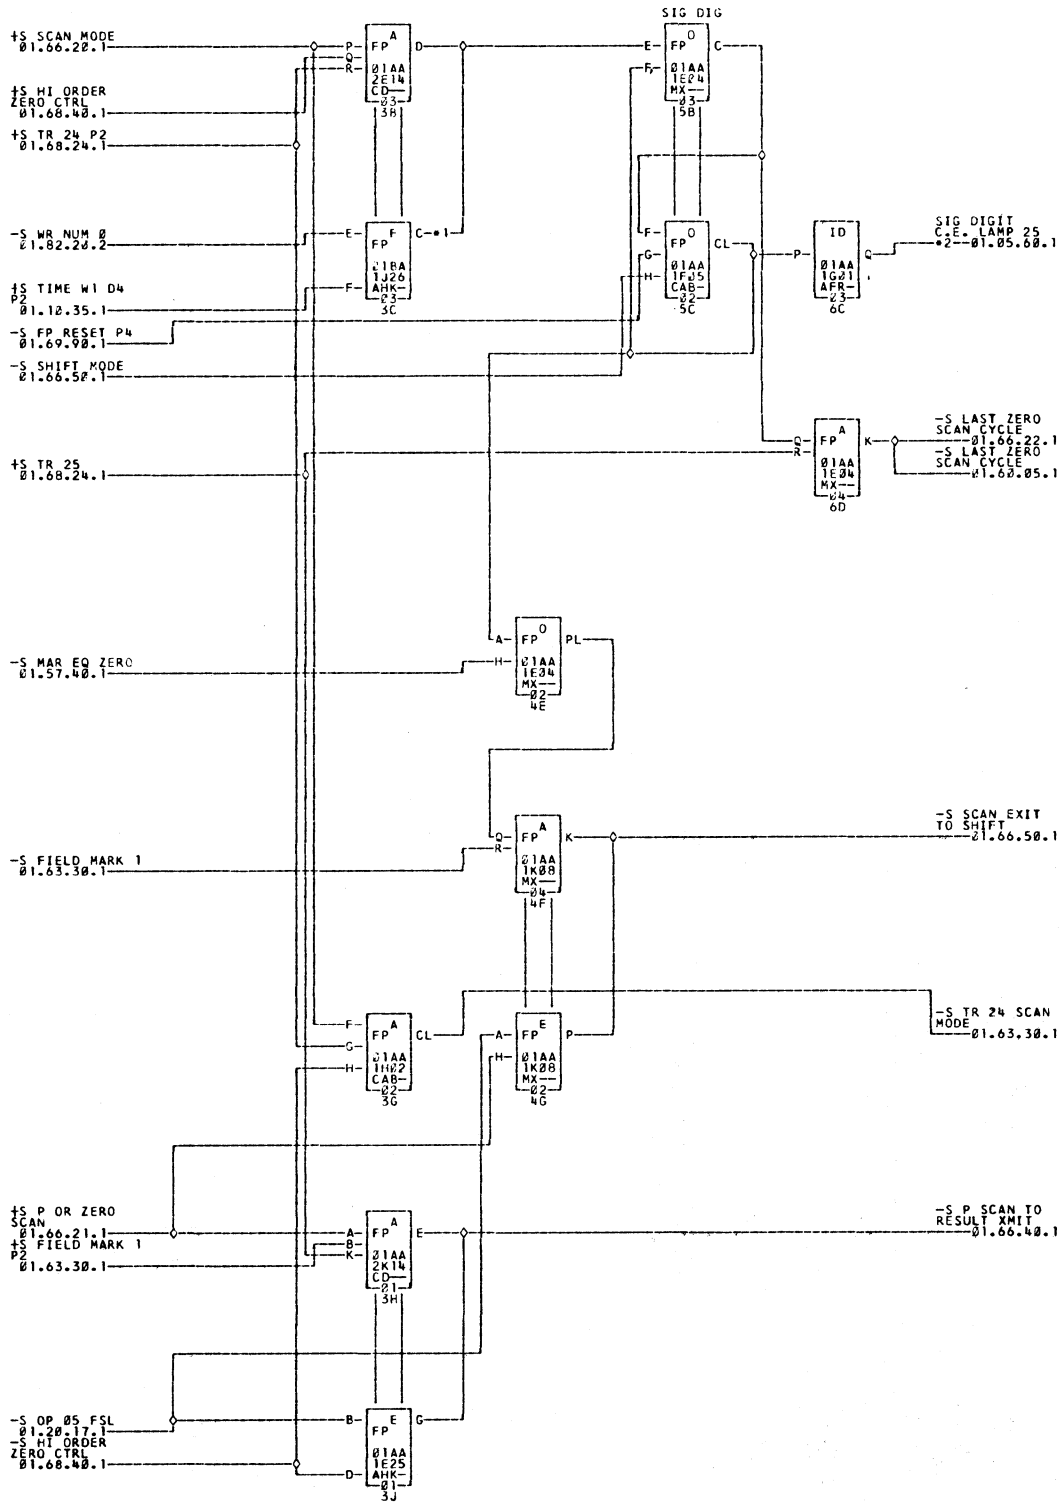 SIG DIG
+S SCAN MODE
01.66.20.1
P
Q
R
A
FP
D
01AA
2E14
CD--
03
3B
E
F
O
FP
C
01AA
1E04
MX--
03
5B
+S HI ORDER
ZERO CTRL
01.68.40.1
+S TR 24 P2
01.68.24.1
-S WR NUM 0
01.82.20.2
E
F
F
FP
C
*1
01BA
1J26
AHK-
03
3C
F
G
H
O
FP
CL
01AA
1F05
CAB-
02
5C
P
ID
Q
01AA
1G01
AFR-
03
6C
SIG DIGIT
C.E. LAMP 25
*2--01.05.60.1
+S TIME W1 D4
P2
01.10.35.1
-S FP RESET P4
01.69.90.1
-S SHIFT MODE
01.66.50.1
+S TR 25
01.68.24.1
Q
R
A
FP
K
01AA
1E04
MX--
04
6D
-S LAST ZERO
SCAN CYCLE
01.66.22.1
-S LAST ZERO
SCAN CYCLE
01.60.05.1
-S MAR EQ ZERO
01.57.40.1
A
H
O
FP
PL
01AA
1E04
MX--
02
4E
-S FIELD MARK 1
01.63.30.1
Q
R
A
FP
K
01AA
1K08
MX--
04
4F
-S SCAN EXIT
TO SHIFT
01.66.50.1
F
G
H
A
FP
CL
01AA
1H02
CAB-
02
3G
A
H
E
FP
P
01AA
1K08
MX--
02
4G
-S TR 24 SCAN
MODE
01.63.30.1
+S P OR ZERO
SCAN
01.66.21.1
+S FIELD MARK 1
P2
01.63.30.1
A
B
K
A
FP
E
01AA
2K14
CD--
01
3H
-S P SCAN TO
RESULT XMIT
01.66.40.1
-S OP 05 FSL
01.20.17.1
-S HI ORDER
ZERO CTRL
01.68.40.1
B
D
E
FP
G
01AA
1E25
AHK-
01
3J